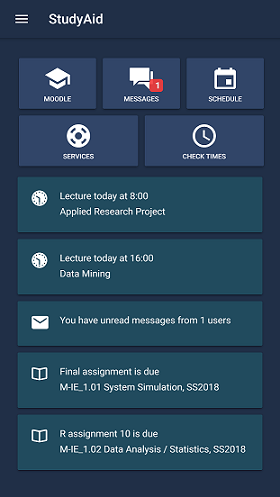 StudyAid
MOODLE
MESSAGES
1
SCHEDULE
SERVICES
CHECK TIMES
Lecture today at 8:00
Applied Research Project
Lecture today at 16:00
Data Mining
You have unread messages from 1 users
Final assignment is due
M-IE_1.01 System Simulation, SS2018
R assignment 10 is due
M-IE_1.02 Data Analysis / Statistics, SS2018